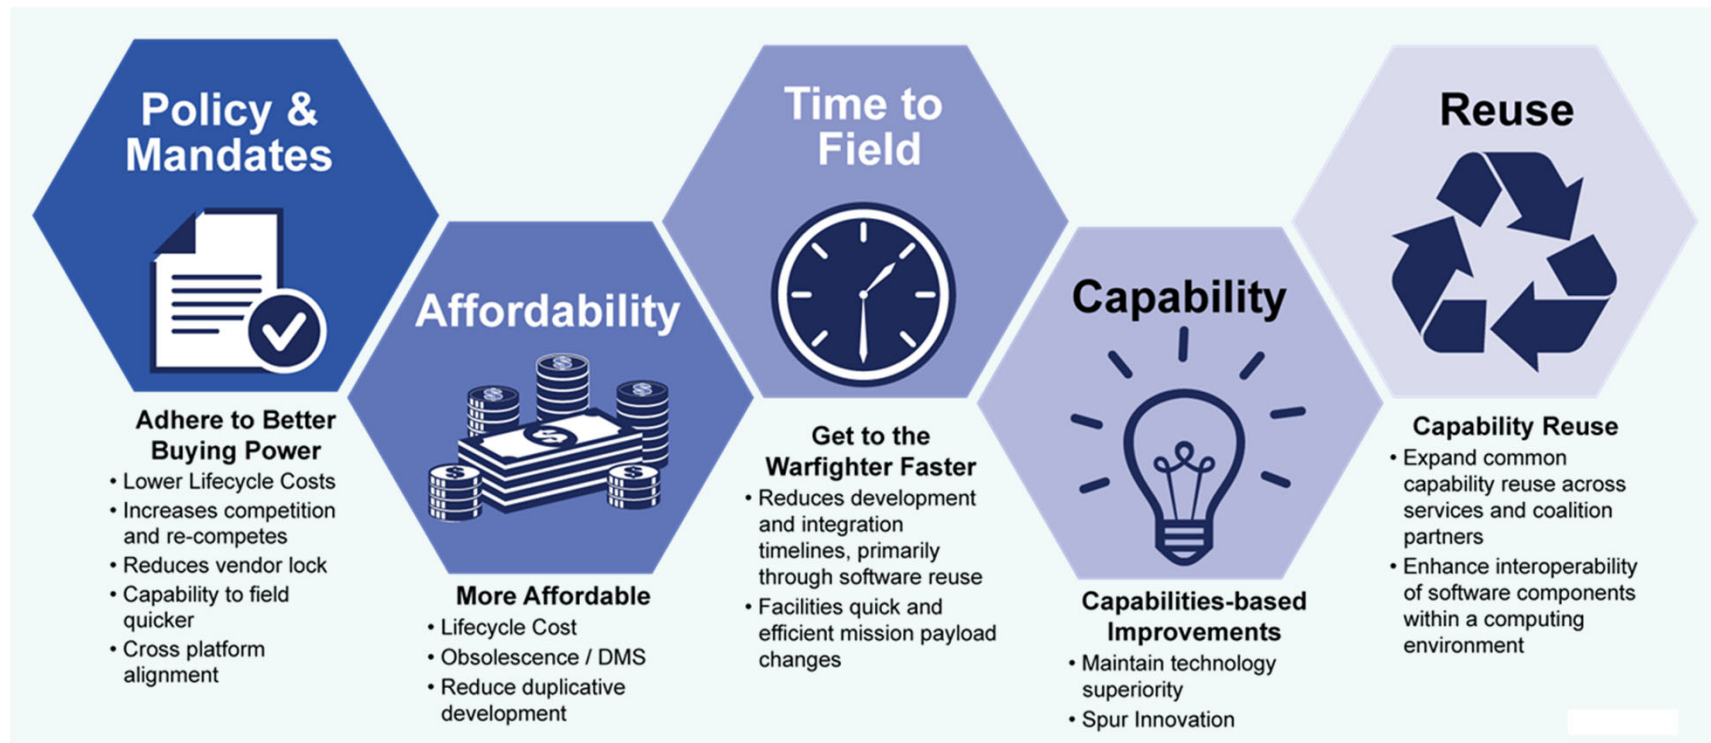 Policy &
Mandates
Adhere to Better
Buying Power
• Lower Lifecycle Costs
• Increases competition
and re-competes
• Reduces vendor lock
• Capability to field
quicker
• Cross platform
alignment
Affordability
More Affordable
• Lifecycle Cost
• Obsolescence / DMS
• Reduce duplicative
development
Time to
Field
Get to the
Warfighter Faster
• Reduces development
and integration
timelines, primarily
through software reuse
• Facilities quick and
efficient mission payload
changes
Capability
Capabilities-based
Improvements
• Maintain technology
superiority
• Spur Innovation
Reuse
Capability Reuse
• Expand common
capability reuse across
services and coalition
partners
• Enhance interoperability
of software components
within a computing
environment